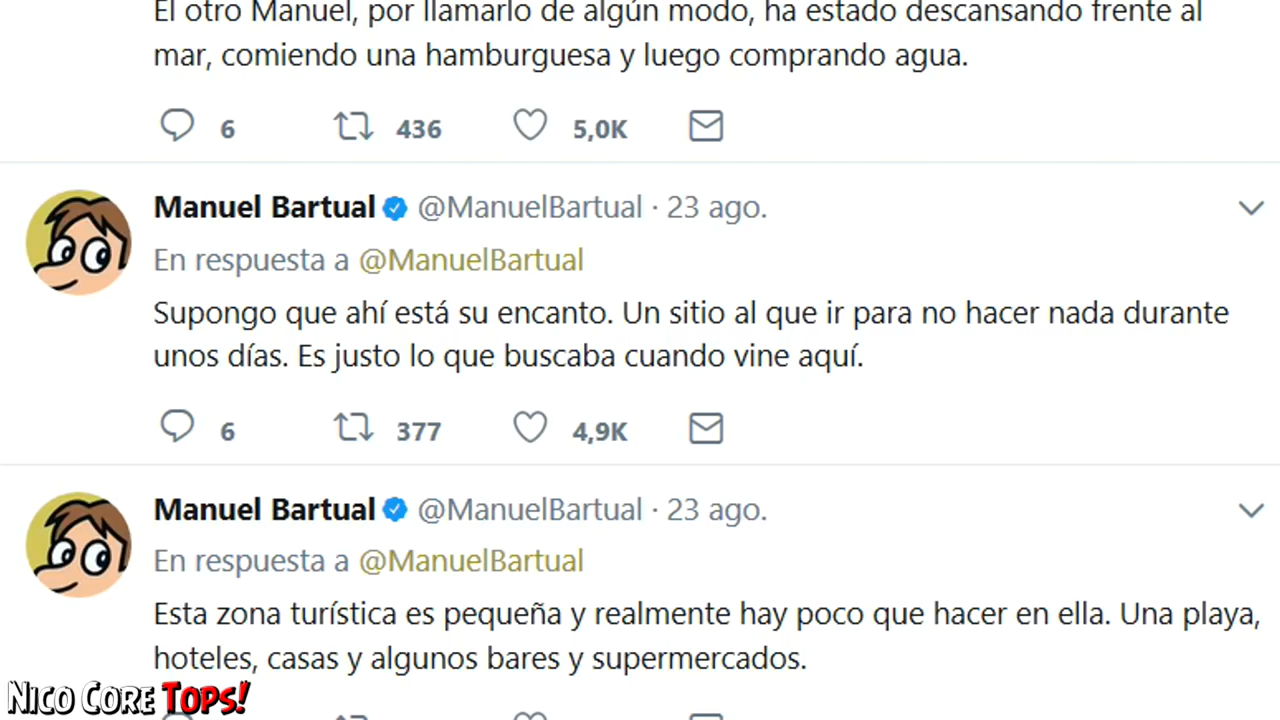 El otro Manuel, por llamarlo de algún modo, ha estado descansando frente al
mar, comiendo una hamburguesa y luego comprando agua.
6 436 5,0K
Manuel Bartual @ManuelBartual · 23 ago.
En respuesta a @ManuelBartual
Supongo que ahí está su encanto. Un sitio al que ir para no hacer nada durante
unos días. Es justo lo que buscaba cuando vine aquí.
6 377 4,9K
Manuel Bartual @ManuelBartual · 23 ago.
En respuesta a @ManuelBartual
Esta zona turística es pequeña y realmente hay poco que hacer en ella. Una playa,
hoteles, casas y algunos bares y supermercados.
NICO CORE TOPS!